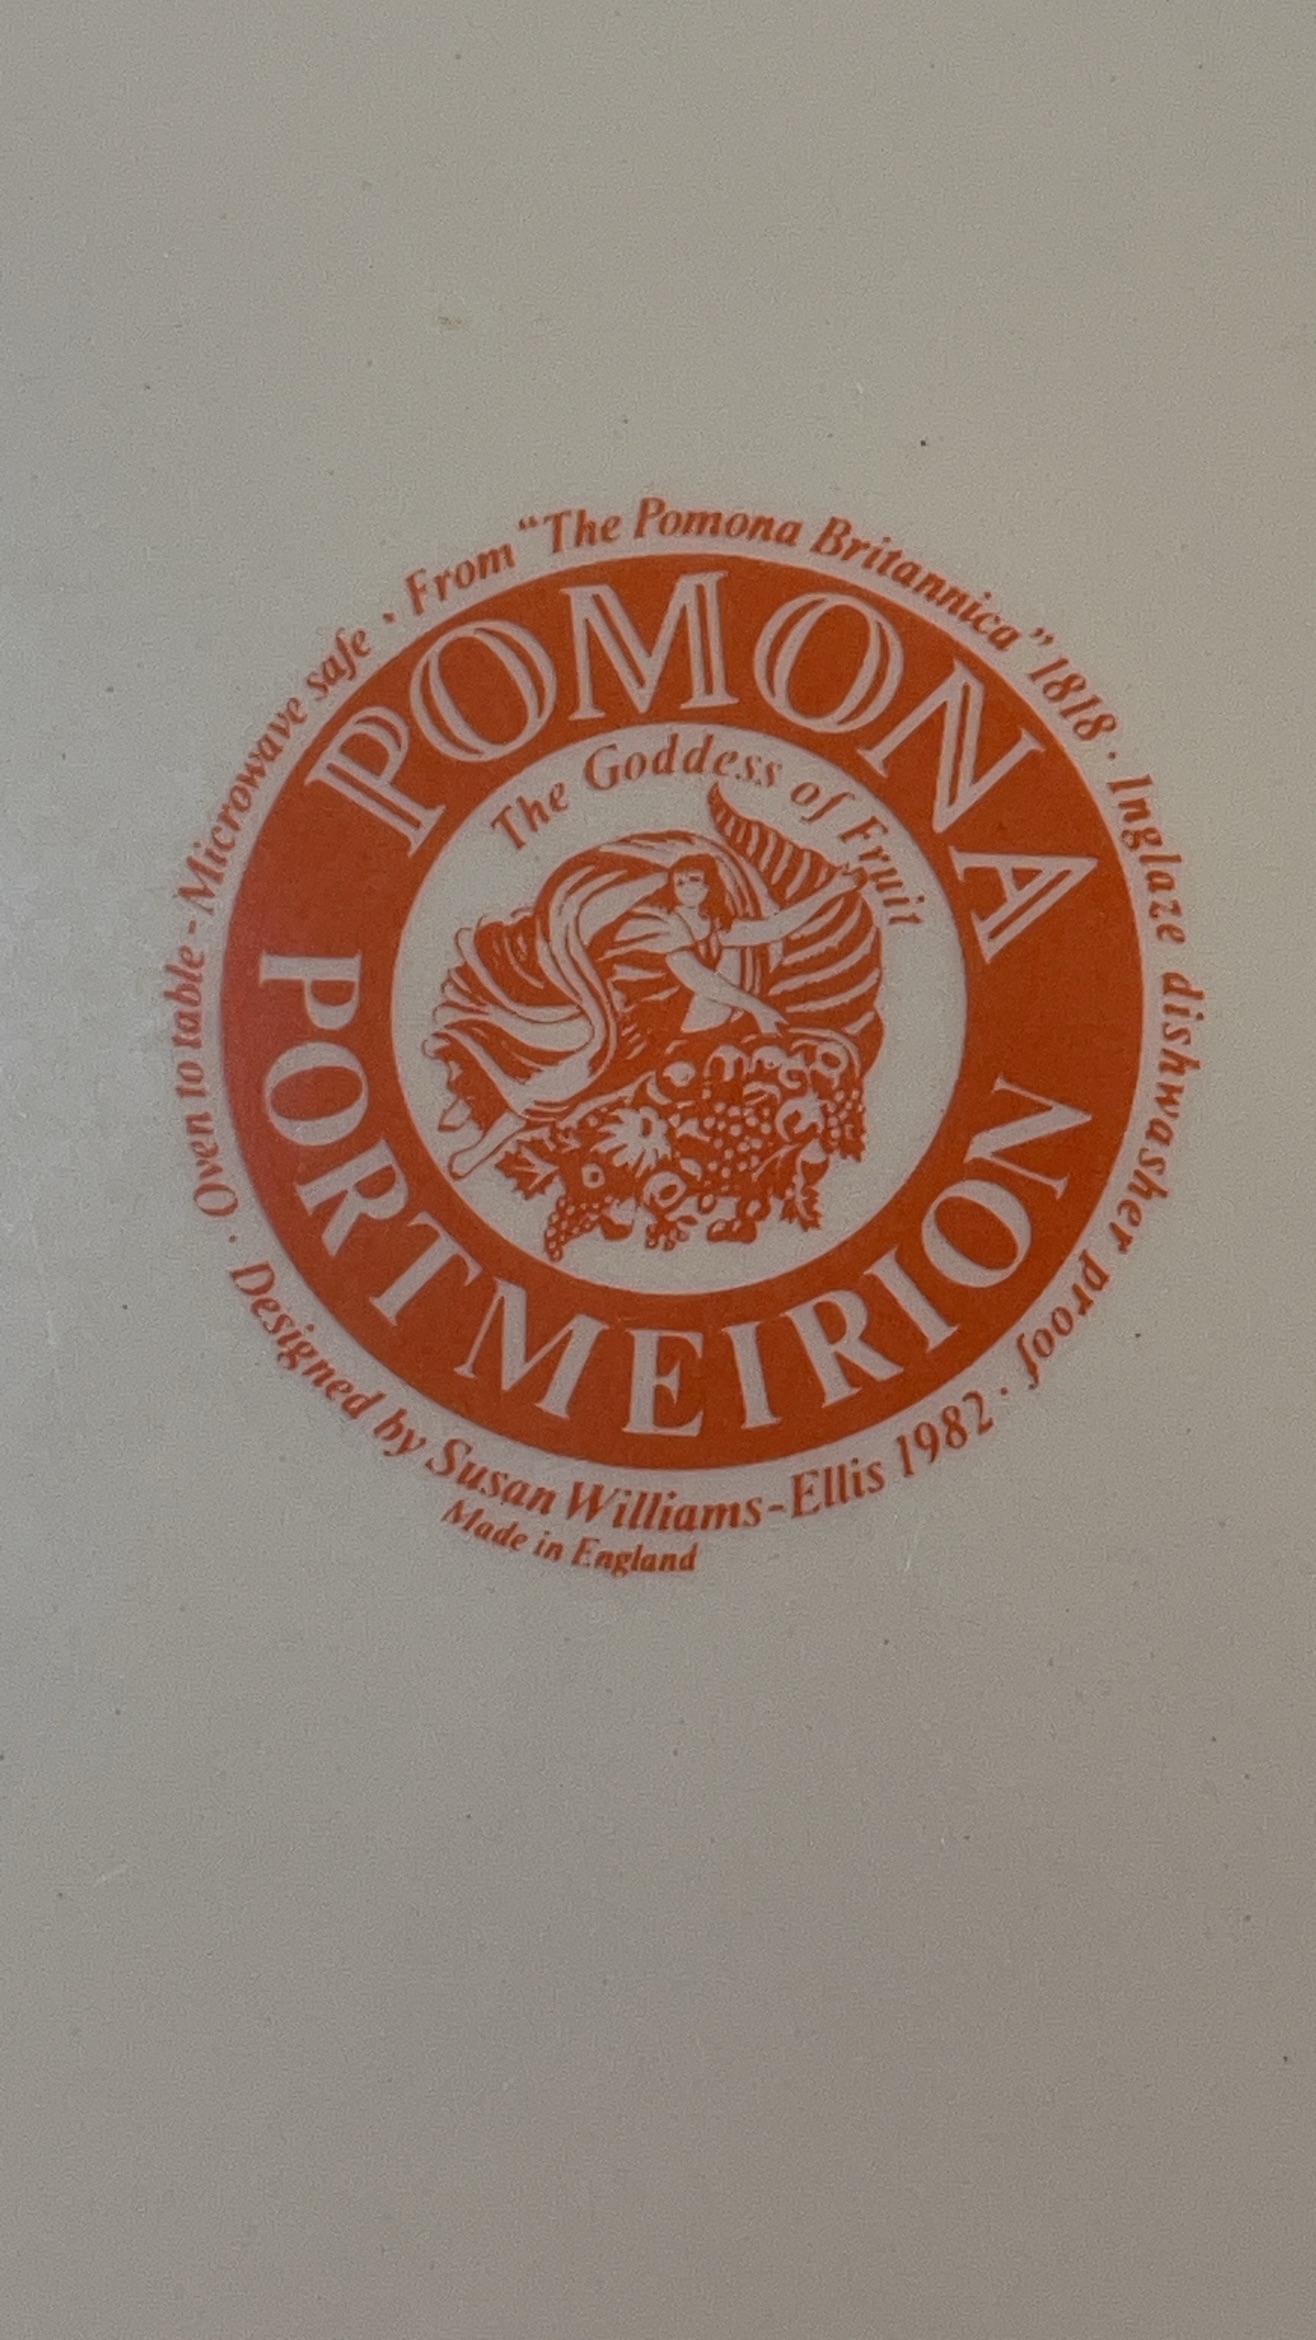 From "The Pomona Britannica" 1818 · Inglaze dishwasher proof ·
Designed by Susan Williams-Ellis 1982 ·
Oven to table - Microwave safe ·
POMONA
The Goddess of Fruit
PORTMEIRION
Made in England